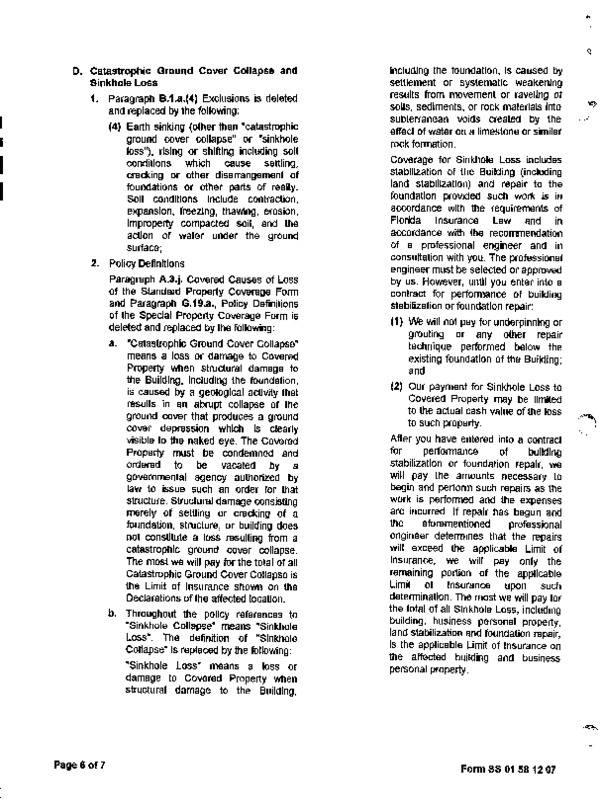 D. Catastrophic Ground Cover Collapse and
Sinkhole Loss
1. Paragraph B.1.a.(4) Exclusions is deleted
and replaced by the following:
(4) Earth sinking (other than "catastrophic
ground cover collapse" or "sinkhole
loss"), rising or shifting including soil
conditions which cause settling,
cracking or other disarrangement of
foundations or other parts of realty.
Soil conditions include contraction,
expansion, freezing, thawing, erosion,
improperly compacted soil, and the
action of water under the ground
surface;
2. Policy Definitions
Paragraph A.3.j. Covered Causes of Loss
of the Standard Property Coverage Form
and Paragraph G.19.a., Policy Definitions
of the Special Property Coverage Form is
deleted and replaced by the following:
a. "Catastrophic Ground Cover Collapse"
means a loss or damage to Covered
Property when structural damage to
the Building, including the foundation,
is caused by a geological activity that
results in an abrupt collapse of the
ground cover that produces a ground
cover depression which is clearly
visible to the naked eye. The Covered
Property must be condemned and
ordered to be vacated by a
governmental agency authorized by
law to issue such an order for that
structure. Structural damage consisting
merely of settling or cracking of a
foundation, structure, or building does
not constitute a loss resulting from a
catastrophic ground cover collapse.
The most we will pay for the total of all
Catastrophic Ground Cover Collapse is
the Limit of Insurance shown on the
Declarations of the affected location.
b. Throughout the policy references to
"Sinkhole Collapse" means "Sinkhole
Loss". The definition of "Sinkhole
Collapse" is replaced by the following:
"Sinkhole Loss" means a loss or
damage to Covered Property when
structural damage to the Building,
including the foundation, is caused by
settlement or systematic weakening
results from movement or raveling of
soils, sediments, or rock materials into
subterranean voids created by the
effect of water on a limestone or similar
rock formation.
Coverage for Sinkhole Loss includes
stabilization of the Building (including
land stabilization) and repair to the
foundation provided such work is in
accordance with the requirements of
Florida Insurance Law and in
accordance with the recommendation
of a professional engineer and in
consultation with you. The professional
engineer must be selected or approved
by us. However, until you enter into a
contract for performance of building
stabilization or foundation repair:
(1) We will not pay for underpinning or
grouting or any other repair
technique performed below the
existing foundation of the Building;
and
(2) Our payment for Sinkhole Loss to
Covered Property may be limited
to the actual cash value of the loss
to such property.
After you have entered into a contract
for performance of building
stabilization or foundation repair, we
will pay the amounts necessary to
begin and perform such repairs as the
work is performed and the expenses
are incurred. If repair has begun and
the aforementioned professional
engineer determines that the repairs
will exceed the applicable Limit of
Insurance, we will pay only the
remaining portion of the applicable
Limit of Insurance upon such
determination. The most we will pay for
the total of all Sinkhole Loss, including
building, business personal property,
land stabilization and foundation repair,
is the applicable Limit of Insurance on
the affected building and business
personal property.
Page 6 of 7
Form SS 01 58 12 07